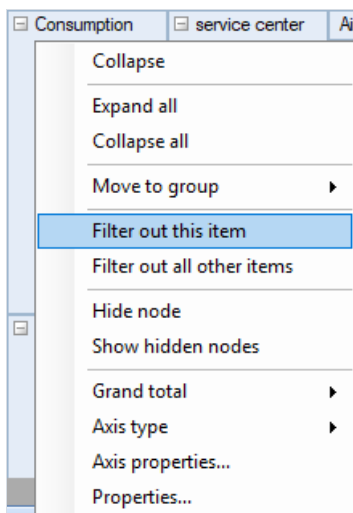 Consumption service center Ai
Collapse
Expand all
Collapse all
Move to group
Filter out this item
Filter out all other items
Hide node
Show hidden nodes
Grand total
Axis type
Axis properties...
Properties...